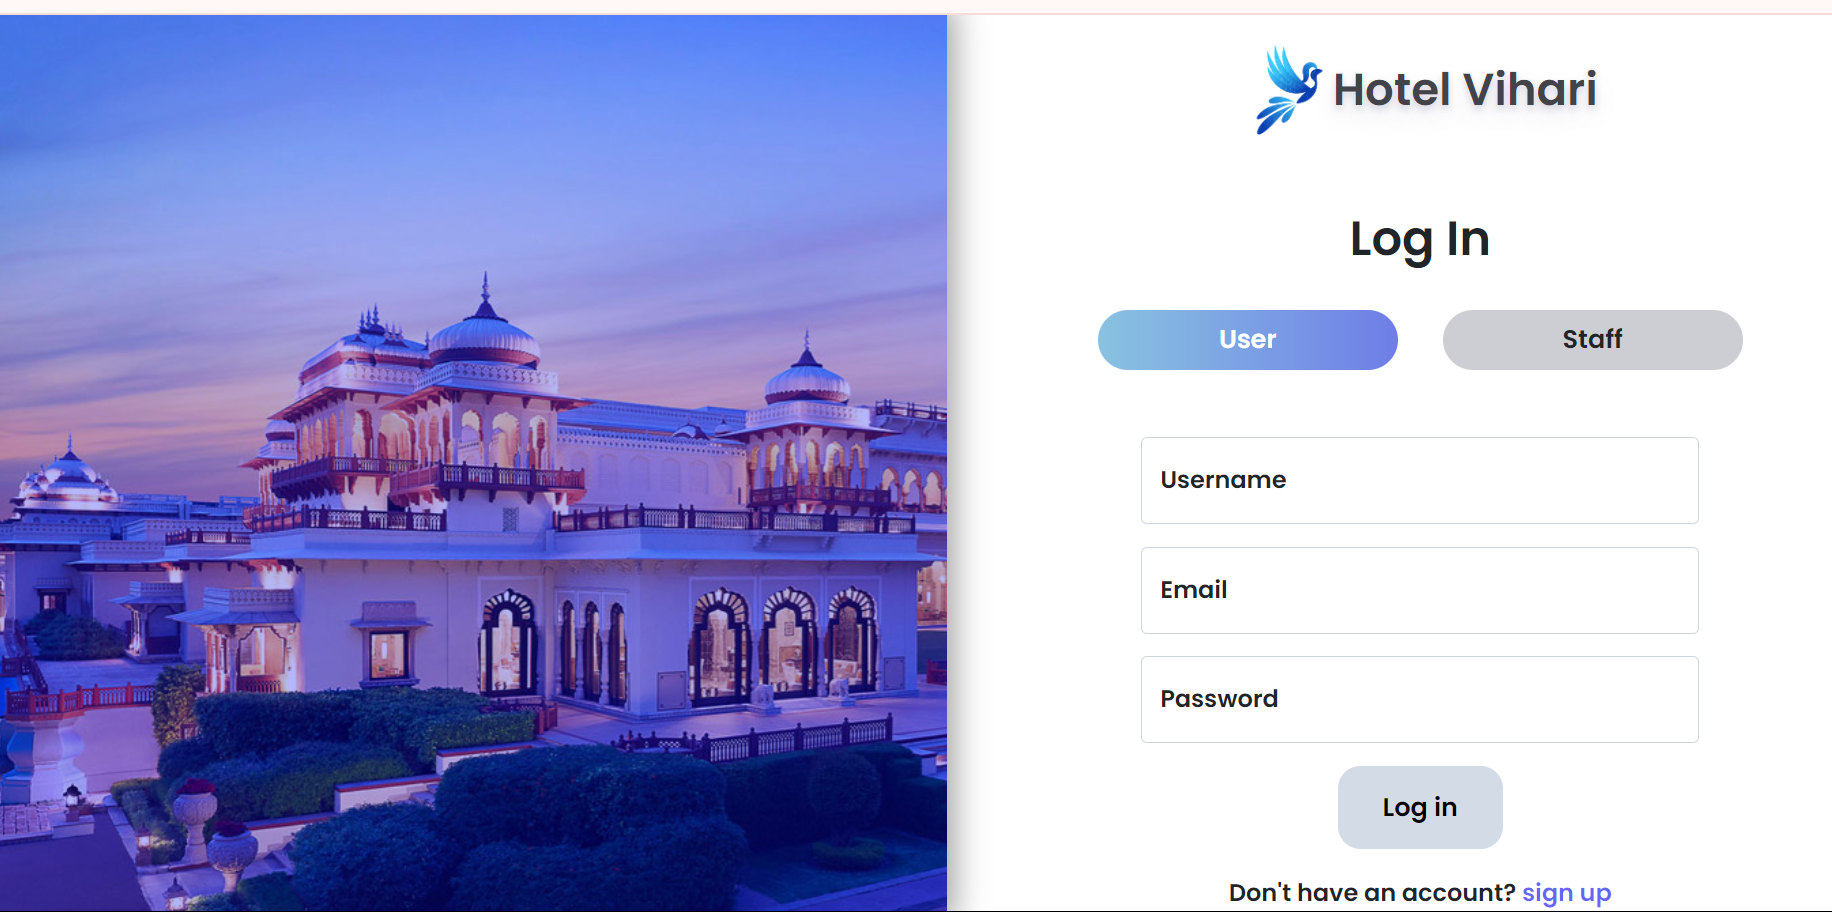 Hotel Vihari
Log In
User
Staff
Username
Email
Password
Log in
Don't have an account? sign up